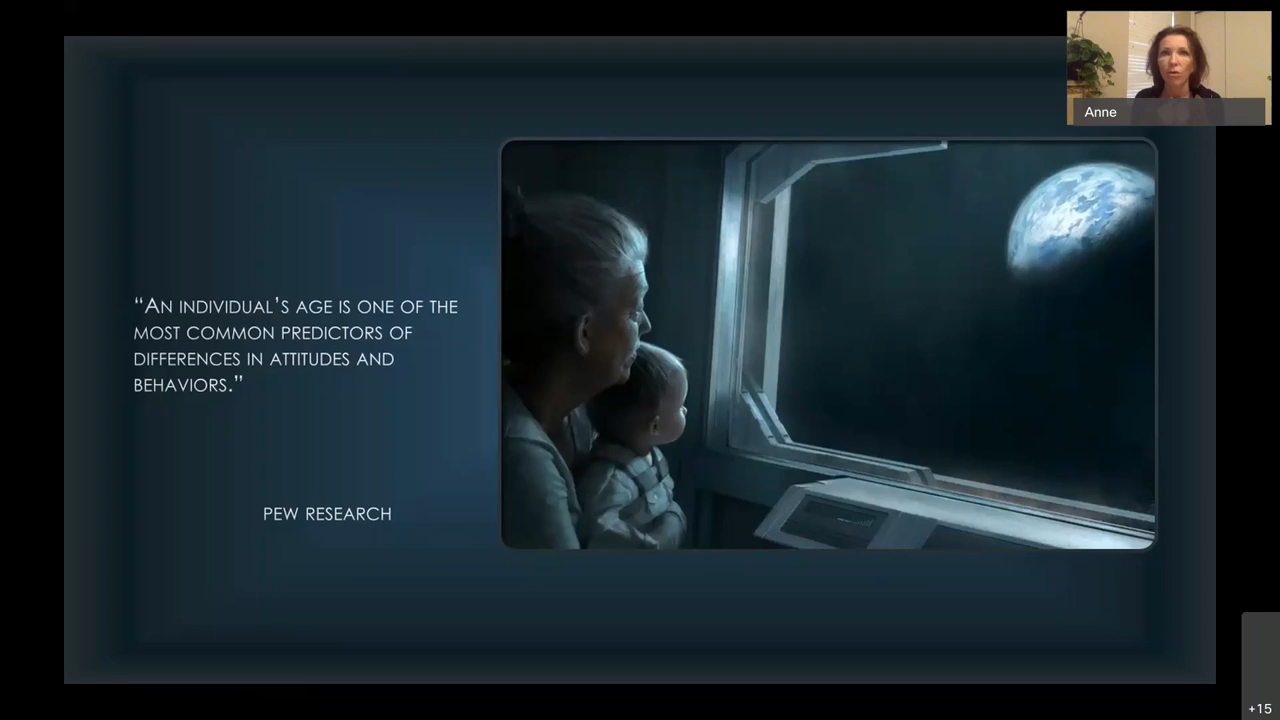 Anne
“AN INDIVIDUAL’S AGE IS ONE OF THE
MOST COMMON PREDICTORS OF
DIFFERENCES IN ATTITUDES AND
BEHAVIORS.”
PEW RESEARCH
+15